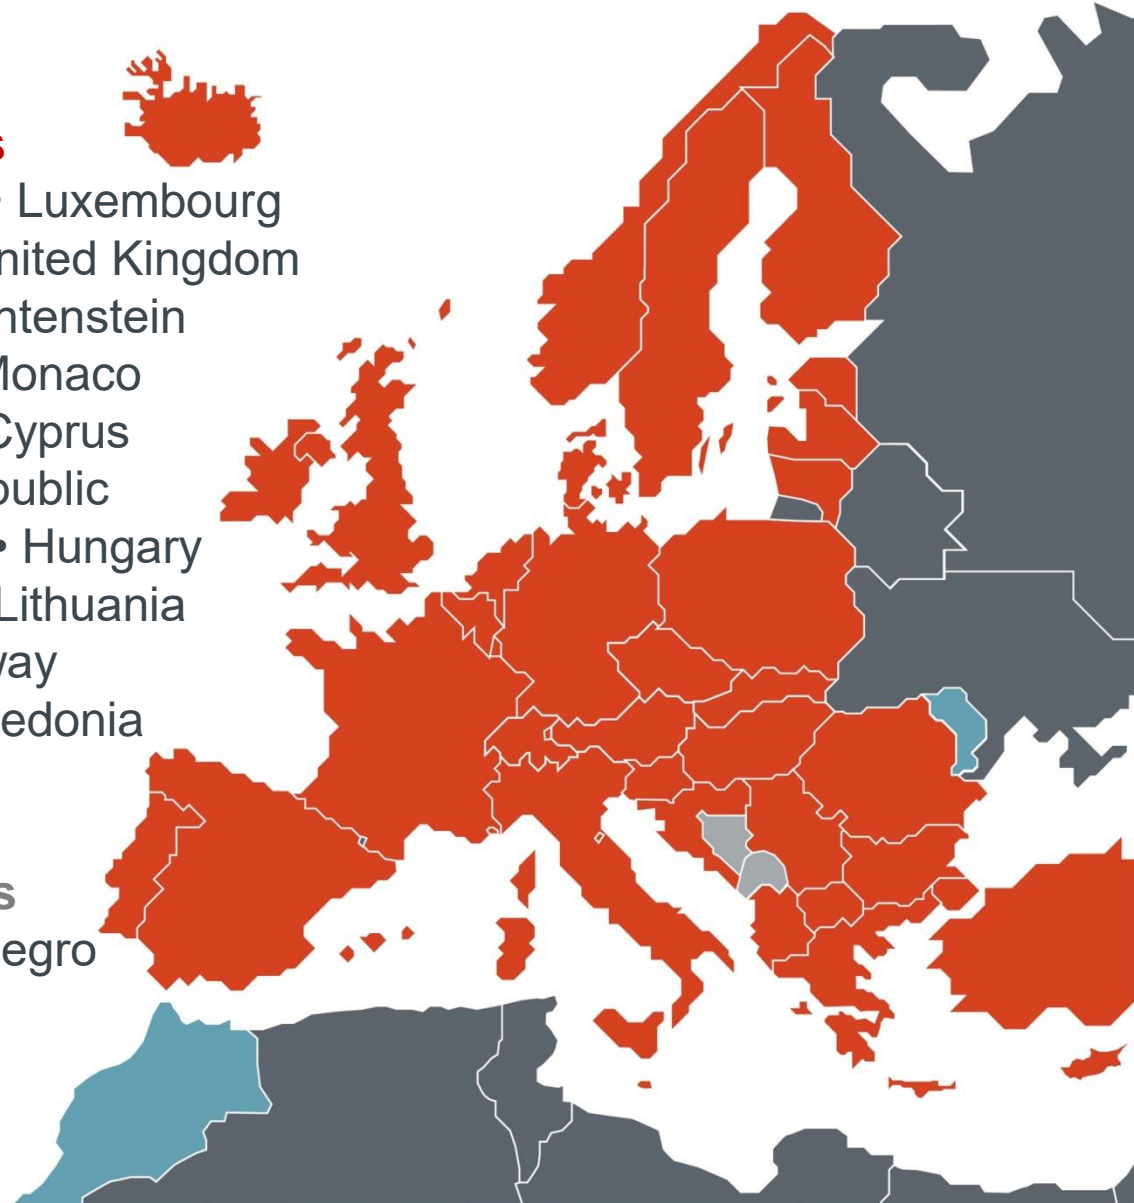 s
• Luxembourg
nited Kingdom
ntenstein
Monaco
Cyprus
public
• Hungary
Lithuania
way
edonia
s
egro